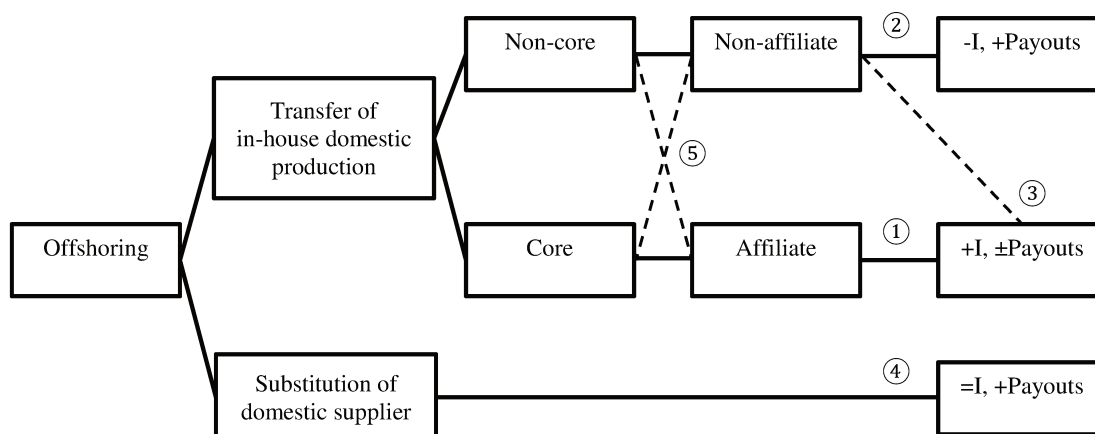 Non-core
Non-affiliate
②
-I, +Payouts
Transfer of
in-house domestic
production
⑤
③
Offshoring
Core
Affiliate
①
+I, ±Payouts
Substitution of
domestic supplier
④
=I, +Payouts